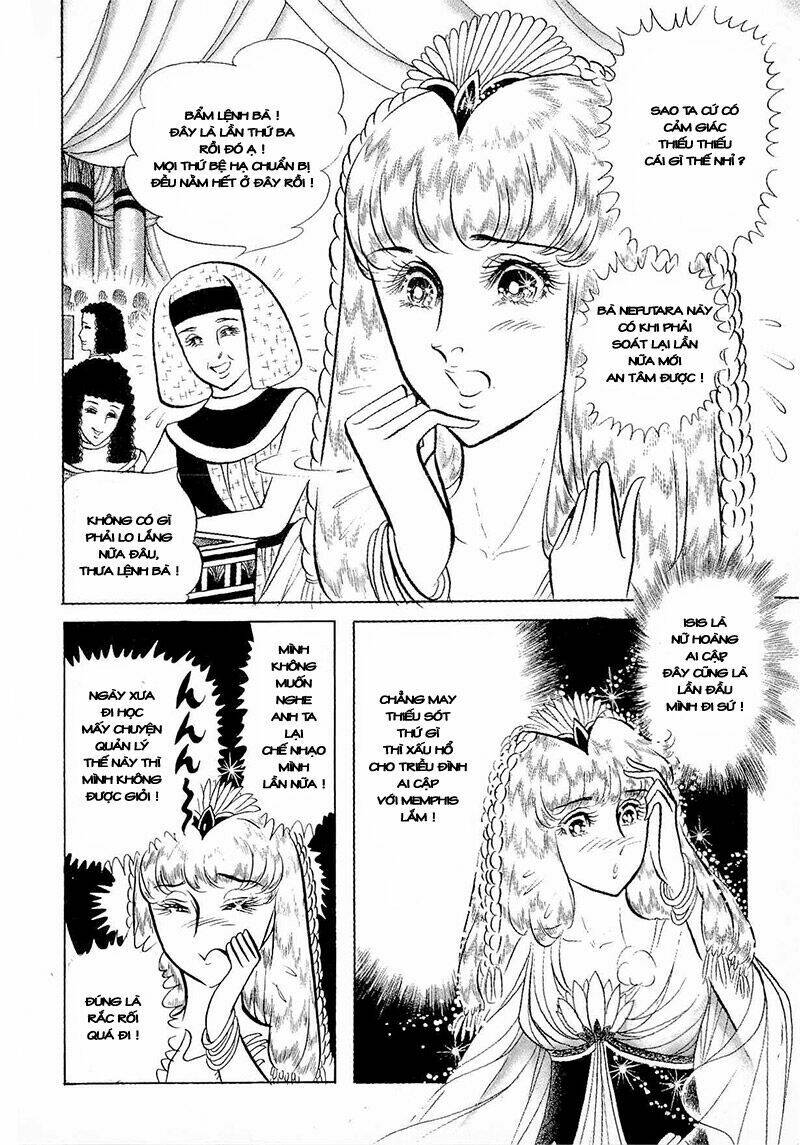 SAO TA CỨ CÓ
CẢM GIÁC
THIẾU THIẾU
CÁI GÌ THẾ NHỈ ?
BẨM LỆNH BÀ !
ĐÂY LÀ LẦN THỨ BA
RỒI ĐÓ Ạ !
MỌI THỨ BỆ HẠ CHUẨN BỊ
ĐỀU NẰM HẾT Ở ĐÂY RỒI !
BÀ NEFUTARA NÀY
CÓ KHI PHẢI
SOÁT LẠI LẦN
NỮA MỚI
AN TÂM ĐƯỢC !
KHÔNG CÓ GÌ
PHẢI LO LẮNG
NỮA ĐÂU,
THƯA LỆNH BÀ !
ISIS LÀ
NỮ HOÀNG
AI CẬP
ĐÂY CŨNG LÀ
LẦN ĐẦU
MÌNH ĐI SỨ !
CHẲNG MAY
THIẾU SÓT
THỨ GÌ
THÌ XẤU HỔ
CHO TRIỀU ĐÌNH
AI CẬP
VỚI MEMPHIS
LẮM !
MÌNH
KHÔNG
MUỐN
NGHE
ANH TA
LẠI
CHẾ NHẠO
MÌNH
LẦN NỮA !
NGÀY XƯA
ĐI HỌC
MẤY CHUYỆN
QUẢN LÝ
THẾ NÀY THÌ
MÌNH KHÔNG
ĐƯỢC GIỎI !
んんん〜
ĐÚNG LÀ
RẮC RỐI
QUÁ ĐI !